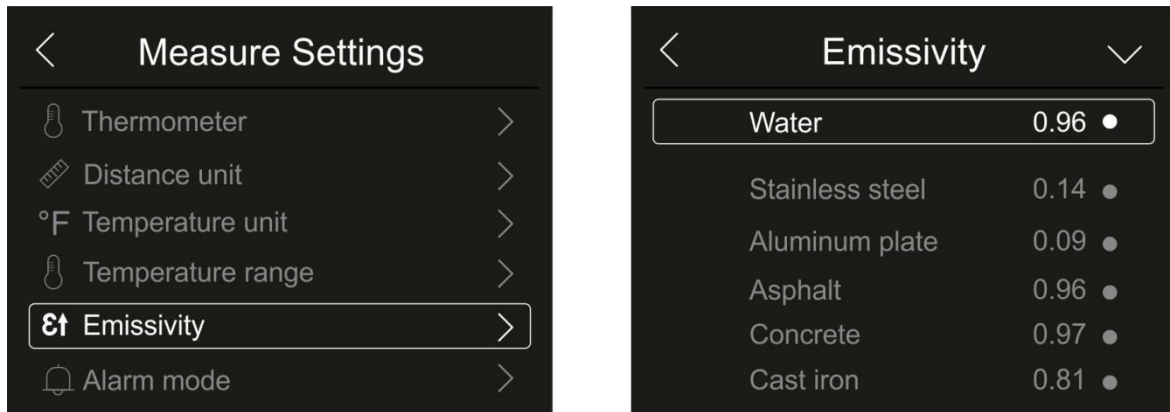 Measure Settings
Thermometer
Distance unit
°F Temperature unit
Temperature range
Ɛ↑ Emissivity
Alarm mode
Emissivity
Water 0.96
Stainless steel 0.14
Aluminum plate 0.09
Asphalt 0.96
Concrete 0.97
Cast iron 0.81